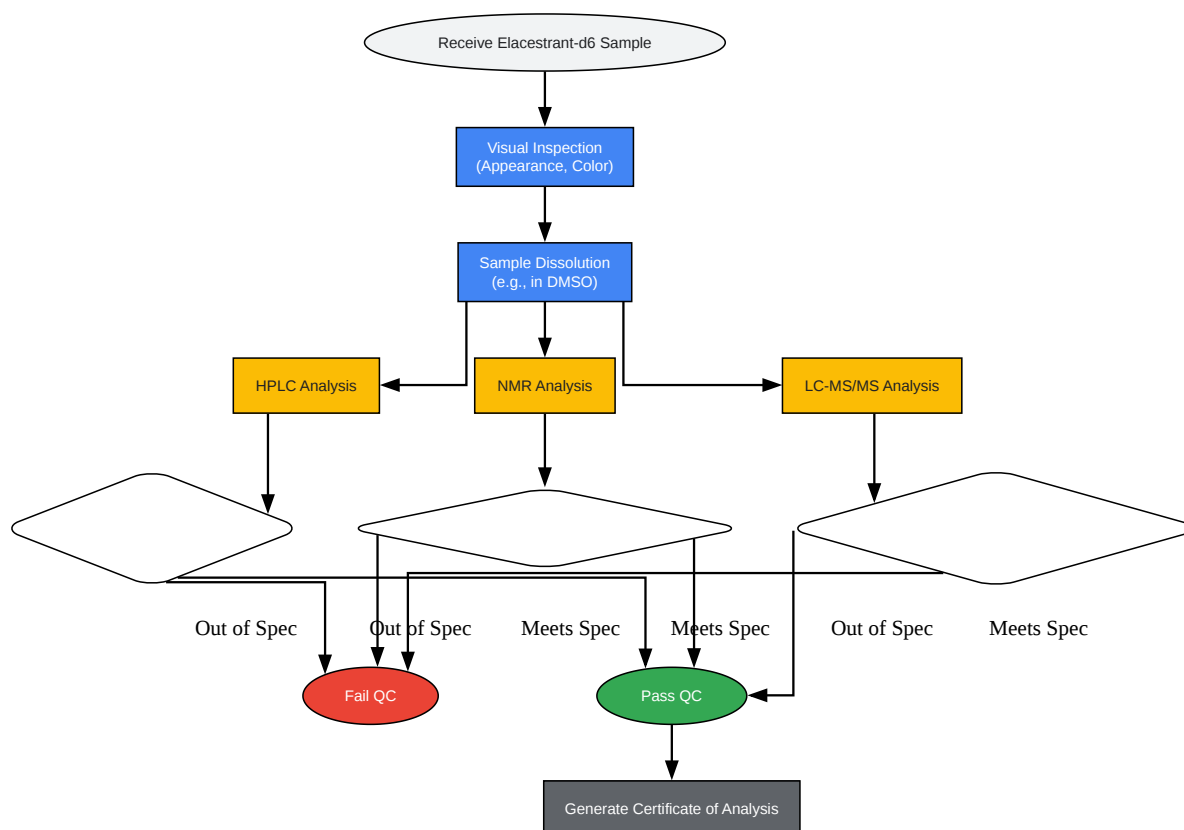 Receive Elacestrant-d6 Sample
Visual Inspection
(Appearance, Color)
Sample Dissolution
(e.g., in DMSO)
HPLC Analysis
NMR Analysis
LC-MS/MS Analysis
Out of Spec
Out of Spec
Meets Spec
Meets Spec
Out of Spec
Meets Spec
Fail QC
Pass QC
Generate Certificate of Analysis